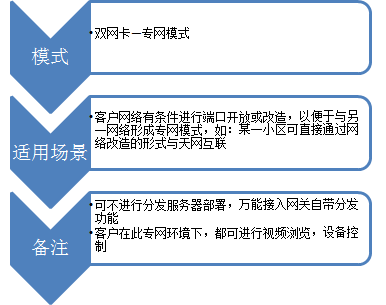 模式
•双网卡—专网模式
适用场景
•客户网络有条件进行端口开放或改造，以便于与另
一网络形成专网模式，如：某一小区可直接通过网
络改造的形式与天网互联
备注
•可不进行分发服务器部署，万能接入网关自带分发
功能
•客户在此专网环境下，都可进行视频浏览，设备控
制